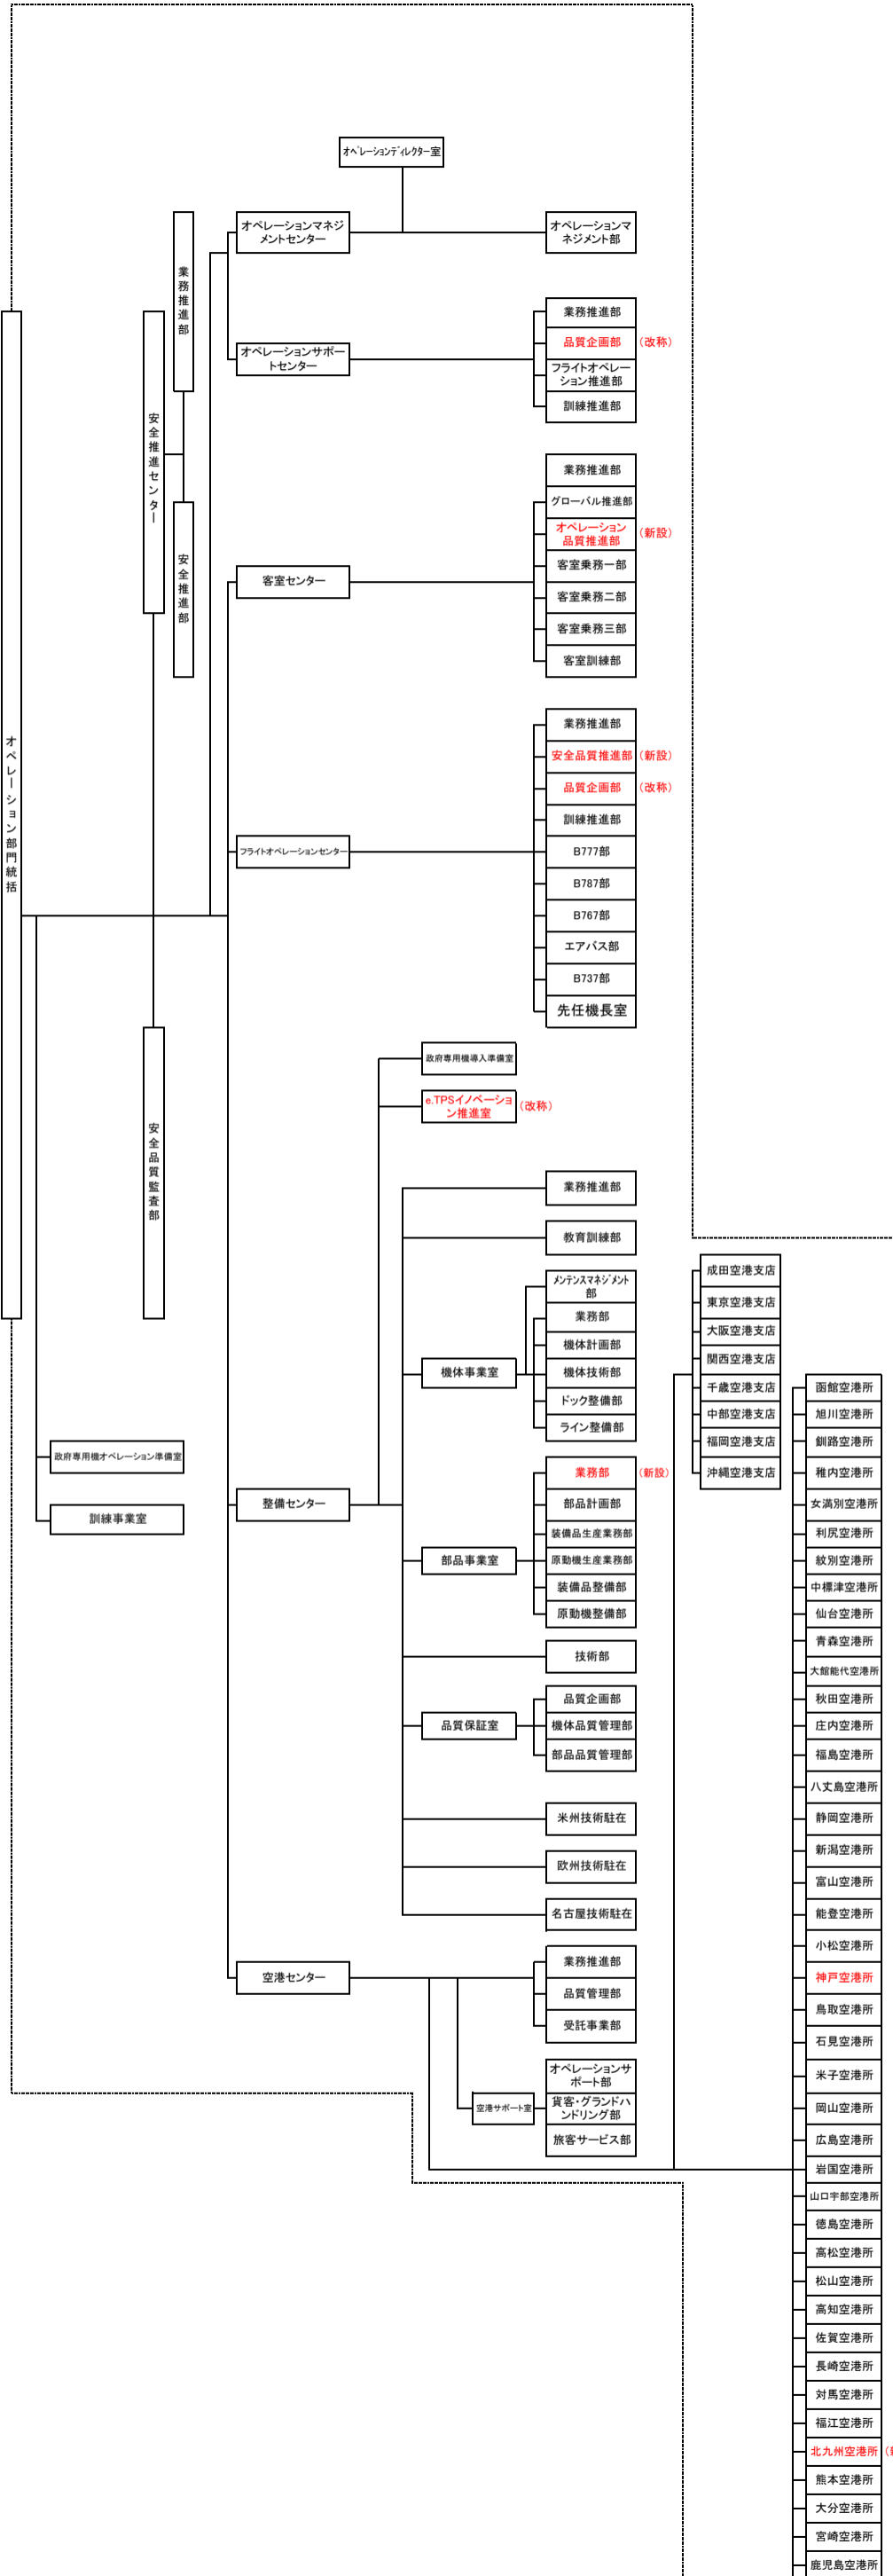 オペレーションディレクター室
オペレーションマネジ
メントセンター
オペレーションマ
ネジメント部
業務推進部
オペレーションサポー
トセンター
業務推進部
品質企画部
（改称）
フライトオペレー
ション推進部
訓練推進部
安全推進センター
安全推進部
客室センター
業務推進部
グローバル推進部
オペレーション
品質推進部
（新設）
客室乗務一部
客室乗務二部
客室乗務三部
客室訓練部
オペレーション部門統括
フライトオペレーションセンター
業務推進部
安全品質推進部
（新設）
品質企画部
（改称）
訓練推進部
B777部
B787部
B767部
エアバス部
B737部
先任機長室
安全品質監査部
政府専用機導入準備室
e.TPSイノベーショ
ン推進室
（改称）
政府専用機オペレーション準備室
訓練事業室
整備センター
業務推進部
教育訓練部
機体事業室
メンテンスマネジメント
部
業務部
機体計画部
機体技術部
ドック整備部
ライン整備部
部品事業室
業務部
（新設）
部品計画部
装備品生産業務部
原動機生産業務部
装備品整備部
原動機整備部
技術部
品質保証室
品質企画部
機体品質管理部
部品品質管理部
米州技術駐在
欧州技術駐在
名古屋技術駐在
空港センター
業務推進部
品質管理部
受託事業部
空港サポート室
オペレーションサ
ポート部
貨客・グランドハ
ンドリング部
旅客サービス部
成田空港支店
東京空港支店
大阪空港支店
関西空港支店
千歳空港支店
中部空港支店
福岡空港支店
沖縄空港支店
函館空港所
旭川空港所
釧路空港所
稚内空港所
女満別空港所
利尻空港所
紋別空港所
中標津空港所
仙台空港所
青森空港所
大館能代空港所
秋田空港所
庄内空港所
福島空港所
八丈島空港所
静岡空港所
新潟空港所
富山空港所
能登空港所
小松空港所
神戸空港所
鳥取空港所
石見空港所
米子空港所
岡山空港所
広島空港所
岩国空港所
山口宇部空港所
徳島空港所
高松空港所
松山空港所
高知空港所
佐賀空港所
長崎空港所
対馬空港所
福江空港所
北九州空港所
熊本空港所
大分空港所
宮崎空港所
鹿児島空港所